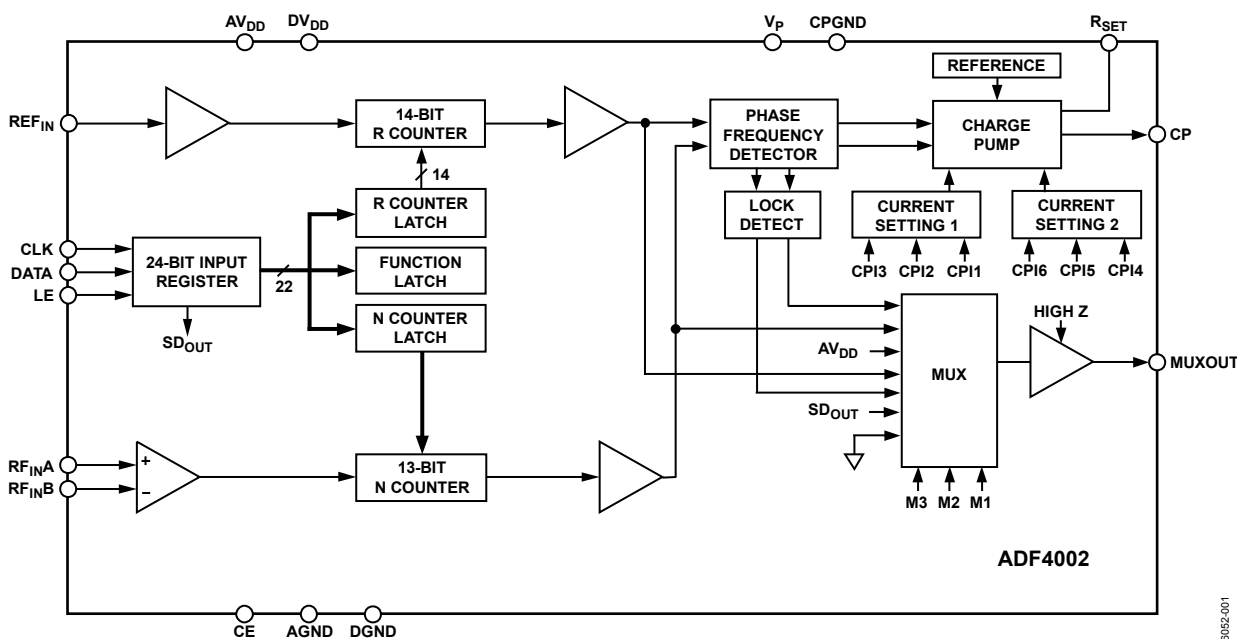 AVDD
DVDD
VP
CPGND
RSET
REFERENCE
REFIN
14-BIT
R COUNTER
PHASE
FREQUENCY
DETECTOR
CHARGE
PUMP
CP
14
R COUNTER
LATCH
LOCK
DETECT
CURRENT
SETTING 1
CURRENT
SETTING 2
CLK
DATA
LE
24-BIT INPUT
REGISTER
22
FUNCTION
LATCH
CPI3
CPI2
CPI1
CPI6
CPI5
CPI4
N COUNTER
LATCH
SDOUT
HIGH Z
AVDD
MUX
MUXOUT
SDOUT
RFINA
RFINB
+
−
13-BIT
N COUNTER
M3
M2
M1
ADF4002
CE
AGND
DGND
6052-001